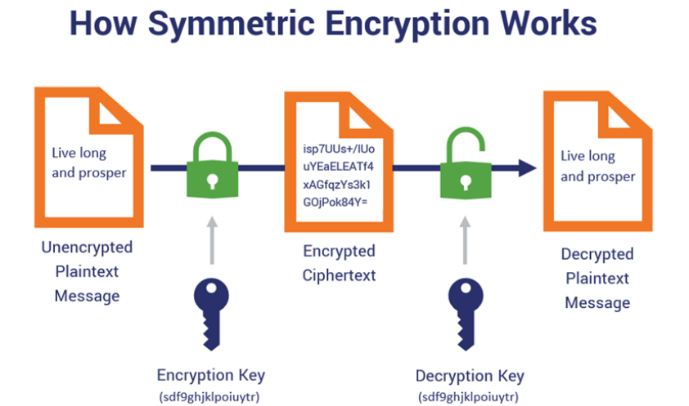 How Symmetric Encryption Works
Live long
and prosper
isp7UUs+/IUo
uYEaELEATf4
xAGfqzYs3k1
GOjPok84Y=
Live long
and prosper
Unencrypted
Plaintext
Message
Encrypted
Ciphertext
Decrypted
Plaintext
Message
Encryption Key
(sdf9ghjklpoiuytr)
Decryption Key
(sdf9ghjklpoiuytr)